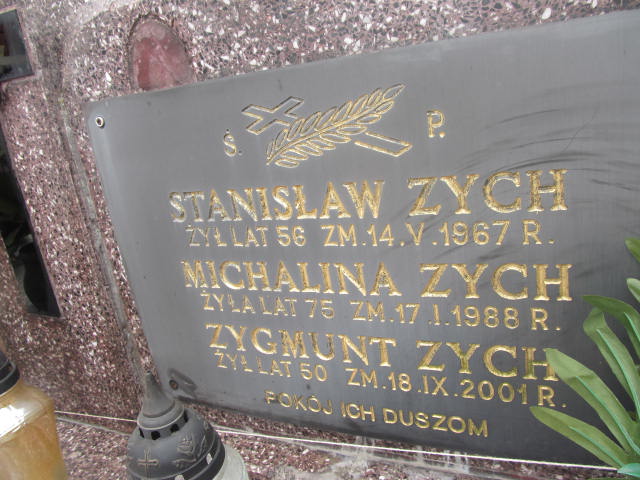 Ś. P.
STANISŁAW ZYCH
ŻYŁ LAT 56 ZM. 14.V.1967 R.
MICHALINA ZYCH
ŻYŁA LAT 75 ZM. 17.I.1988 R.
ZYGMUNT ZYCH
ŻYŁ LAT 50 ZM. 18.IX.2001 R.
POKÓJ ICH DUSZOM